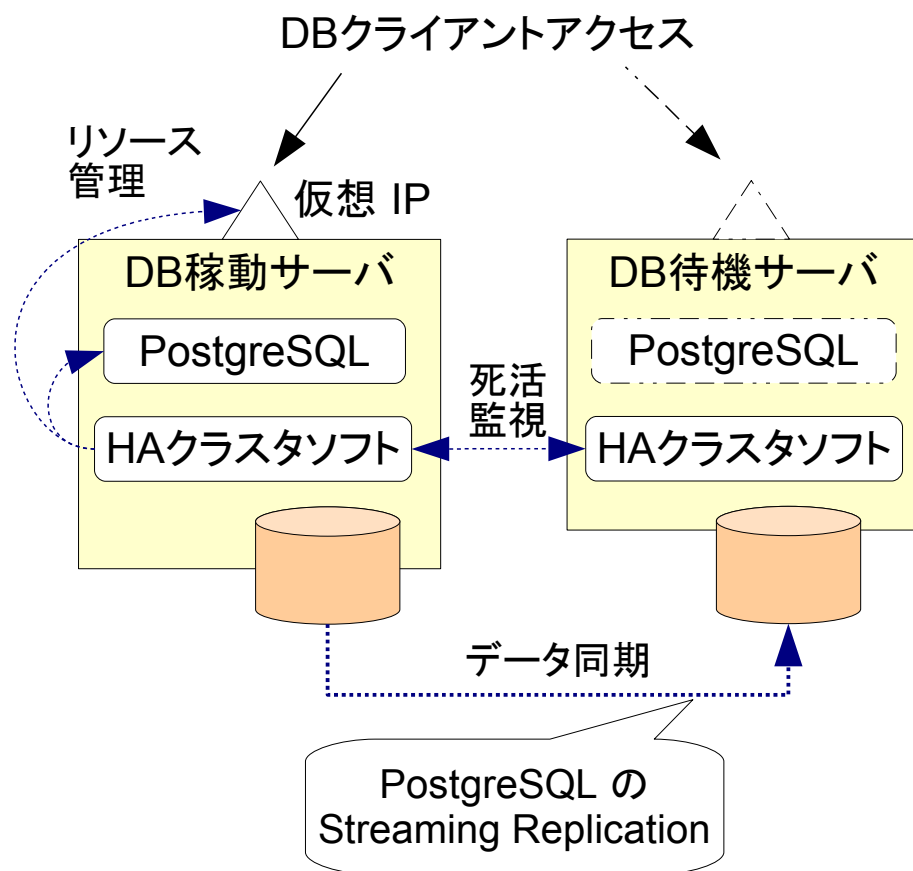 DBクライアントアクセス
リソース
管理
仮想 IP
DB稼動サーバ
DB待機サーバ
PostgreSQL
PostgreSQL
死活
監視
HAクラスタソフト
HAクラスタソフト
データ同期
PostgreSQL の
Streaming Replication